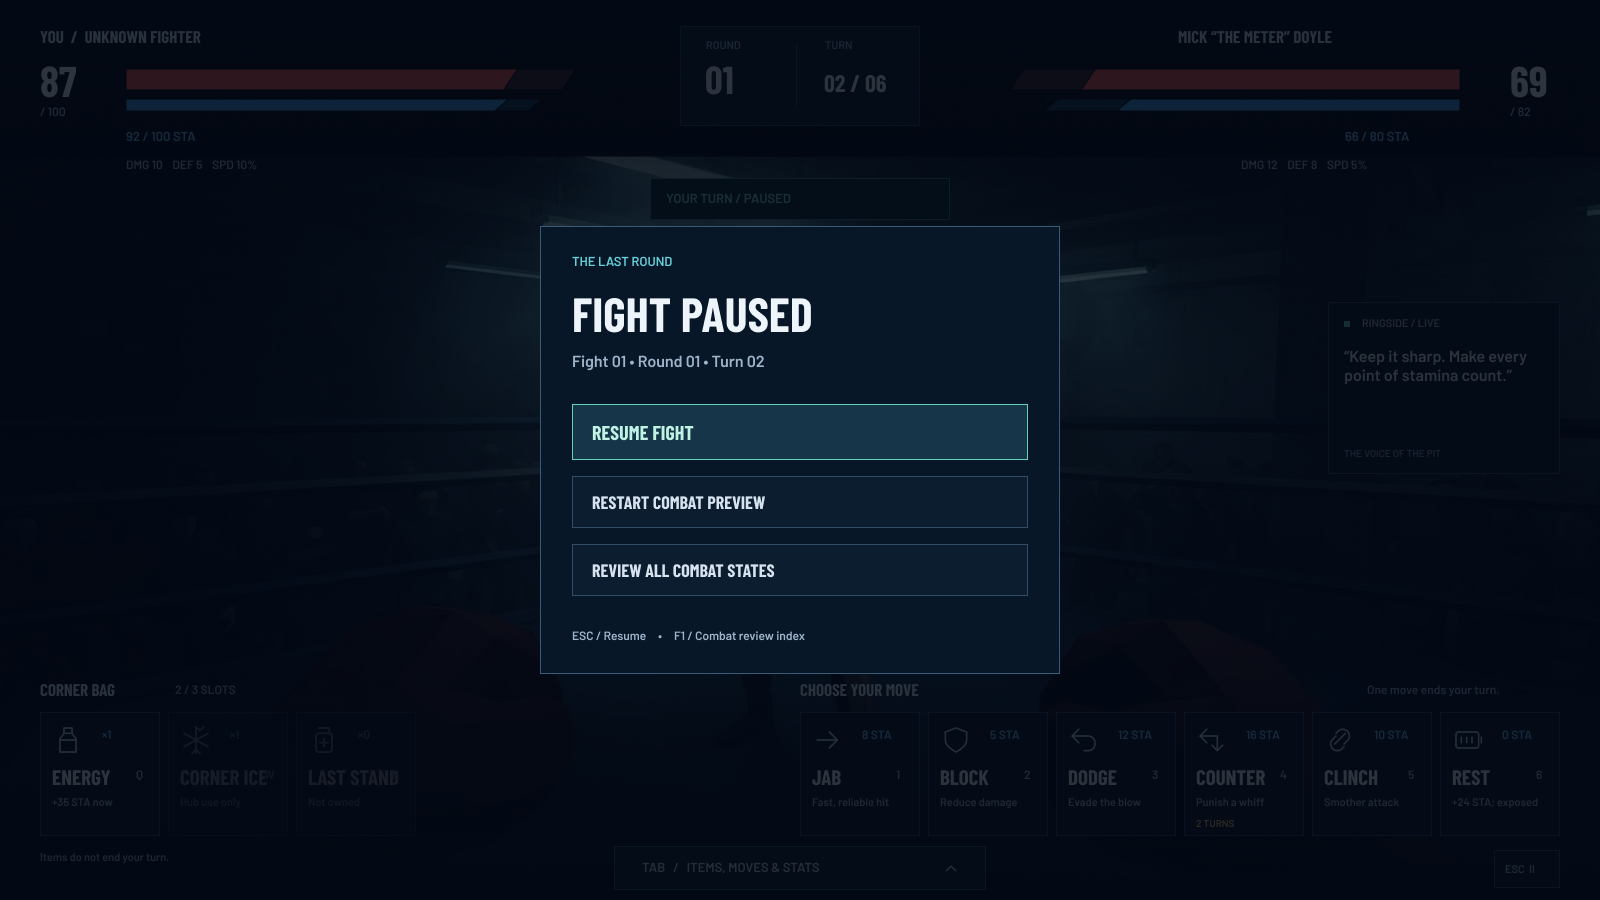 YOU / UNKNOWN FIGHTER
87
/ 100
92 / 100 STA
DMG 10 DEF 5 SPD 10%
ROUND
01
TURN
02 / 06
MICK “THE METER” DOYLE
69
/ 82
66 / 80 STA
DMG 12 DEF 8 SPD 5%
YOUR TURN / PAUSED
THE LAST ROUND
FIGHT PAUSED
Fight 01 • Round 01 • Turn 02
RESUME FIGHT
RESTART COMBAT PREVIEW
REVIEW ALL COMBAT STATES
ESC / Resume • F1 / Combat review index
RINGSIDE / LIVE
“Keep it sharp. Make every
point of stamina count.”
THE VOICE OF THE PIT
CORNER BAG
2 / 3 SLOTS
×1
ENERGY
0
+35 STA now
×1
CORNER ICE
Hub use only
×0
LAST STAND
Not owned
Items do not end your turn.
CHOOSE YOUR MOVE
One move ends your turn.
8 STA
JAB 1
Fast, reliable hit
5 STA
BLOCK 2
Reduce damage
12 STA
DODGE 3
Evade the blow
16 STA
COUNTER 4
Punish a whiff
2 TURNS
10 STA
CLINCH 5
Smother attack
0 STA
REST 6
+24 STA; exposed
TAB / ITEMS, MOVES & STATS
ESC II